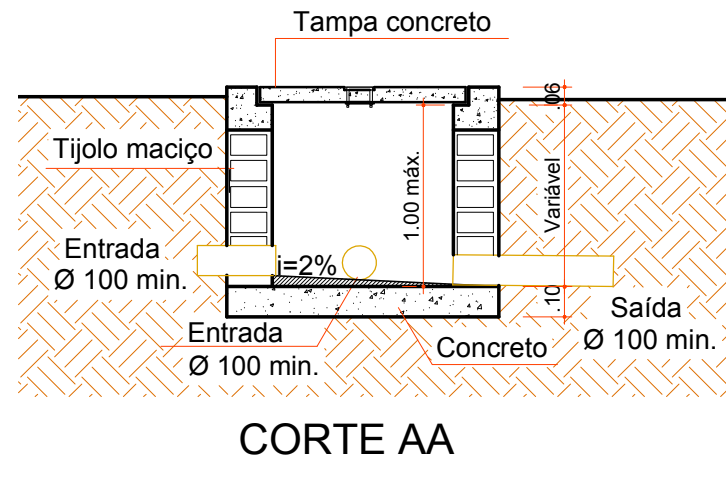 Tampa concreto
.06
Tijolo maciço
1.00 máx.
Variável
Entrada
Ø 100 min.
i=2%
.10
Saída
Ø 100 min.
Entrada
Ø 100 min.
Concreto
CORTE AA